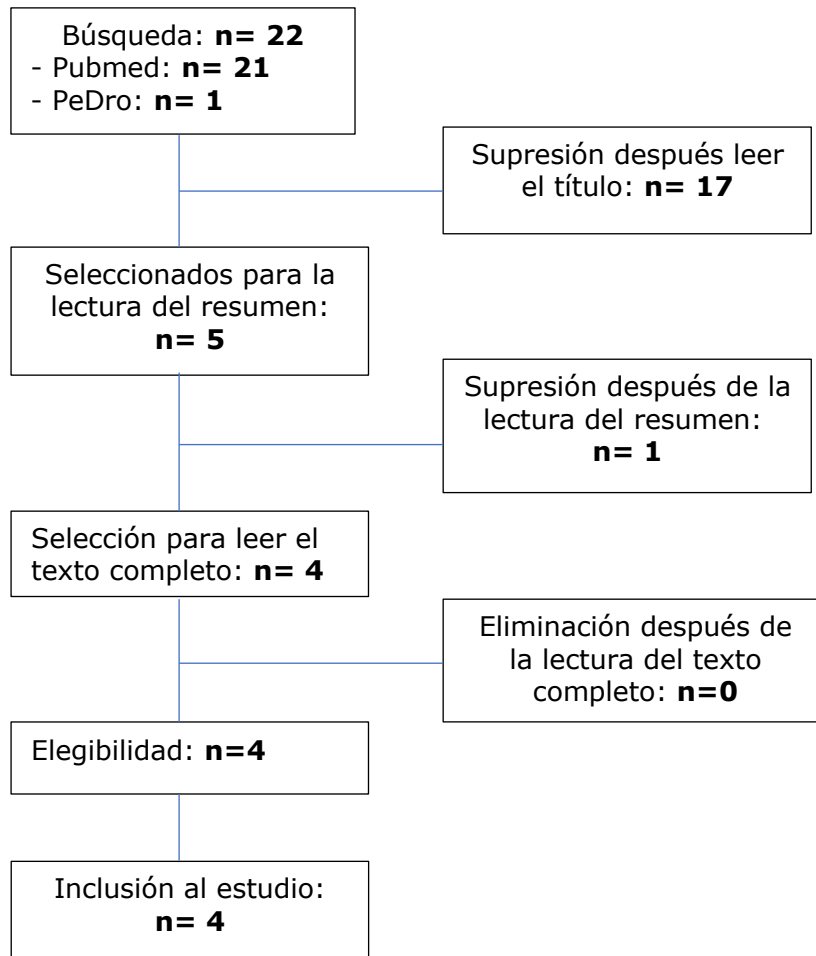 Búsqueda: n= 22
- Pubmed: n= 21
- PeDro: n= 1
Supresión después leer
el título: n= 17
Seleccionados para la
lectura del resumen:
n= 5
Supresión después de la
lectura del resumen:
n= 1
Selección para leer el
texto completo: n= 4
Eliminación después de
la lectura del texto
completo: n=0
Elegibilidad: n=4
Inclusión al estudio:
n= 4